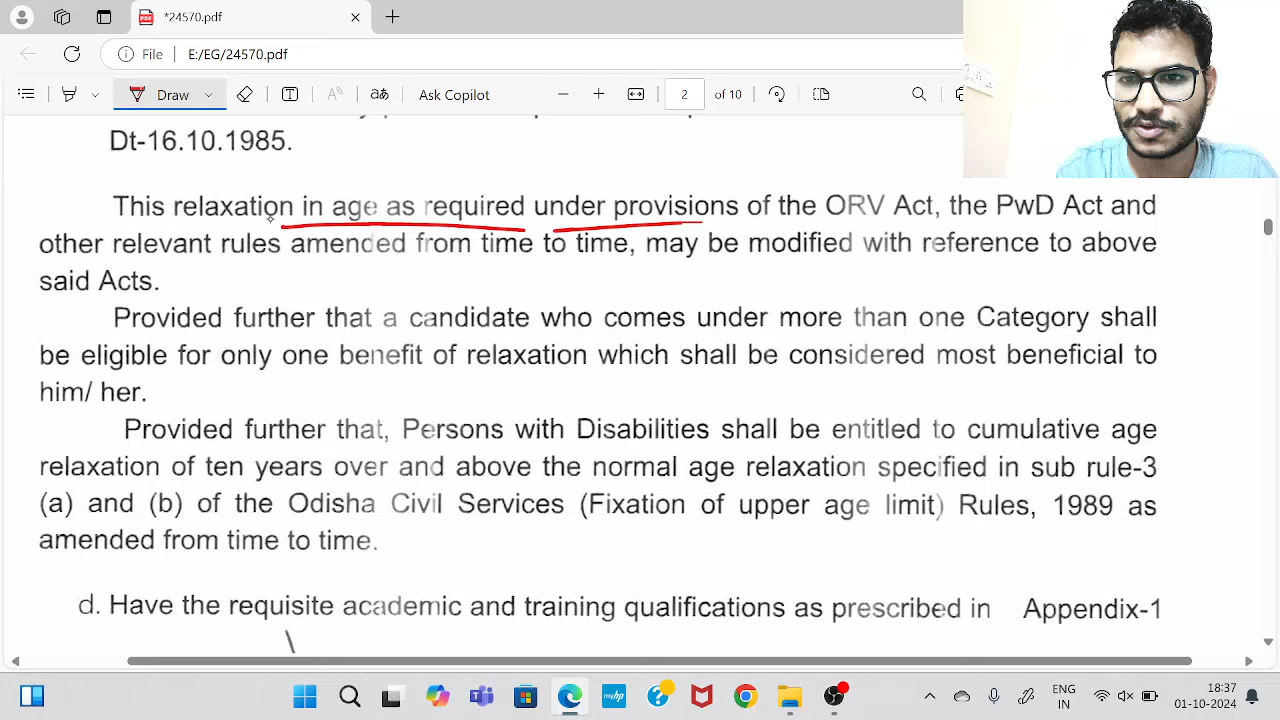 *24570.pdf
File E:/EG/24570.pdf
Draw Ask Copilot 2 of 10
Dt-16.10.1985.
This relaxation in age as required under provisions of the ORV Act, the PwD Act and
other relevant rules amended from time to time, may be modified with reference to above
said Acts.
Provided further that a candidate who comes under more than one Category shall
be eligible for only one benefit of relaxation which shall be considered most beneficial to
him/ her.
Provided further that, Persons with Disabilities shall be entitled to cumulative age
relaxation of ten years over and above the normal age relaxation specified in sub rule-3
(a) and (b) of the Odisha Civil Services (Fixation of upper age limit) Rules, 1989 as
amended from time to time.
d. Have the requisite academic and training qualifications as prescribed in Appendix-1
ENG 18:37
IN 01-10-2024